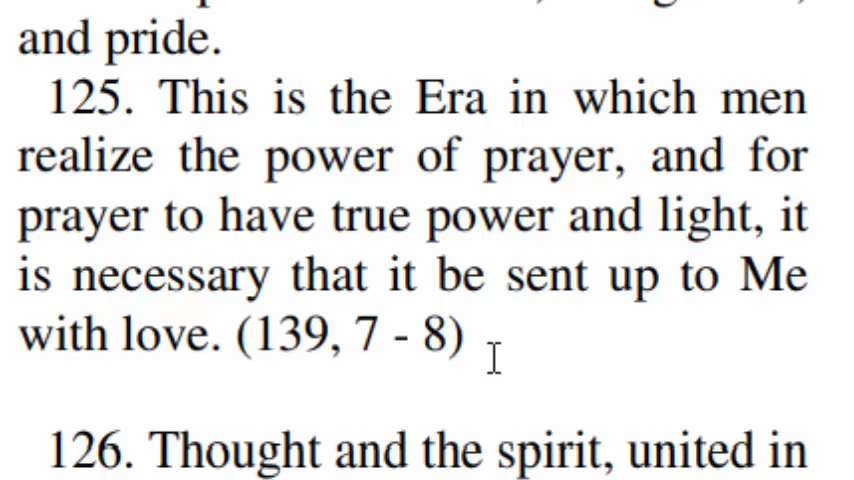 and pride.
125. This is the Era in which men
realize the power of prayer, and for
prayer to have true power and light, it
is necessary that it be sent up to Me
with love. (139, 7 - 8)
126. Thought and the spirit, united in